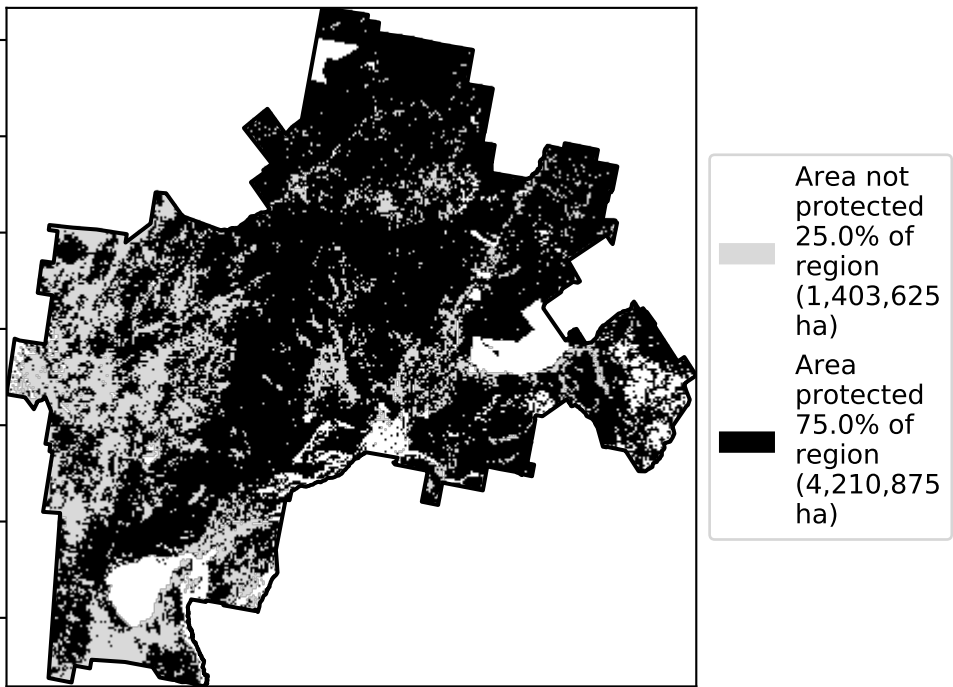 Area not
protected
25.0% of
region
(1,403,625
ha)
Area
protected
75.0% of
region
(4,210,875
ha)